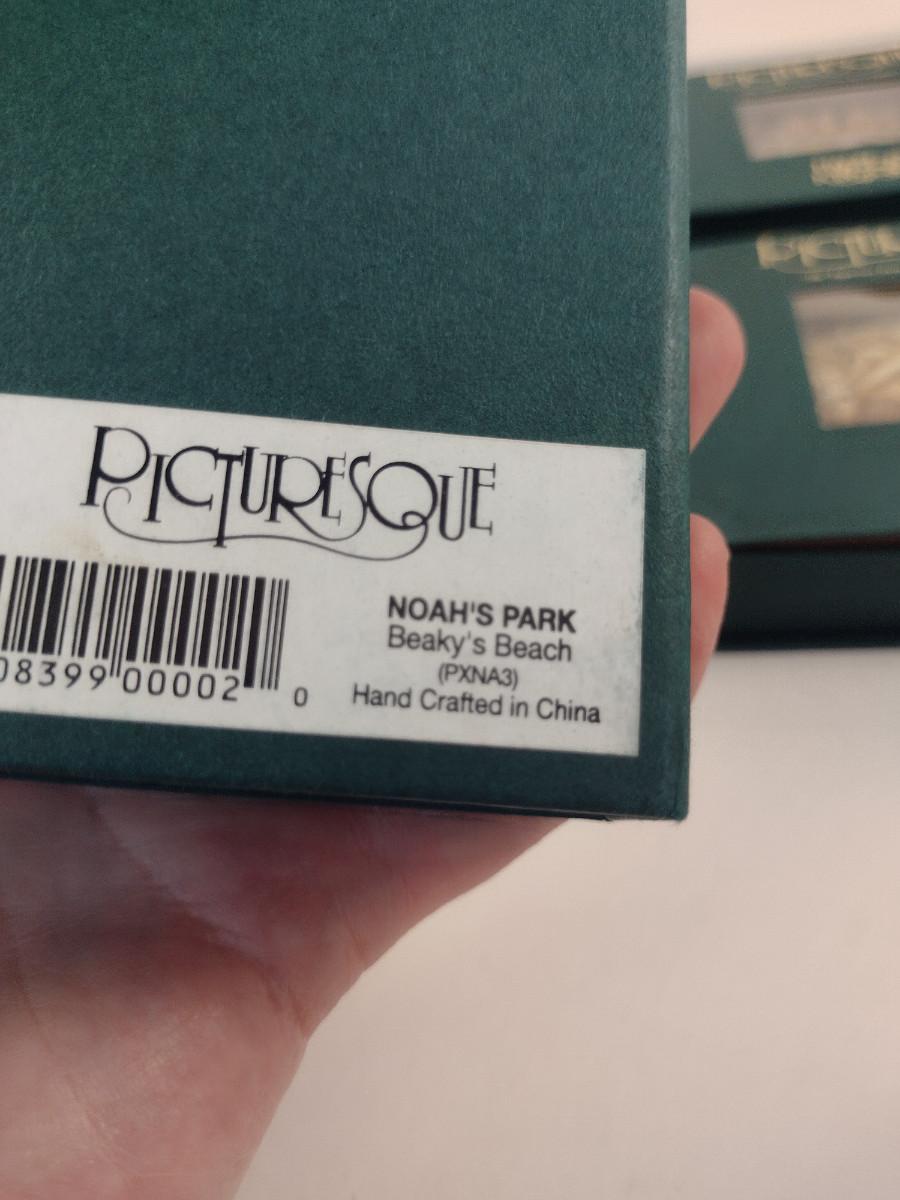 PICTURESQUE
08399 00002 0
NOAH'S PARK
Beaky's Beach
(PXNA3)
Hand Crafted in China